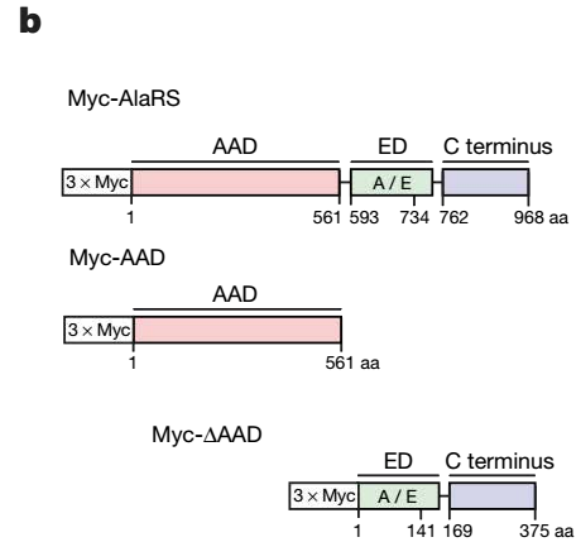 b
Myc-AlaRS
AAD ED C terminus
3 × Myc A / E
1 561 593 734 762 968 aa
Myc-AAD
AAD
3 × Myc
1 561 aa
Myc-ΔAAD
ED C terminus
3 × Myc A / E
1 141 169 375 aa